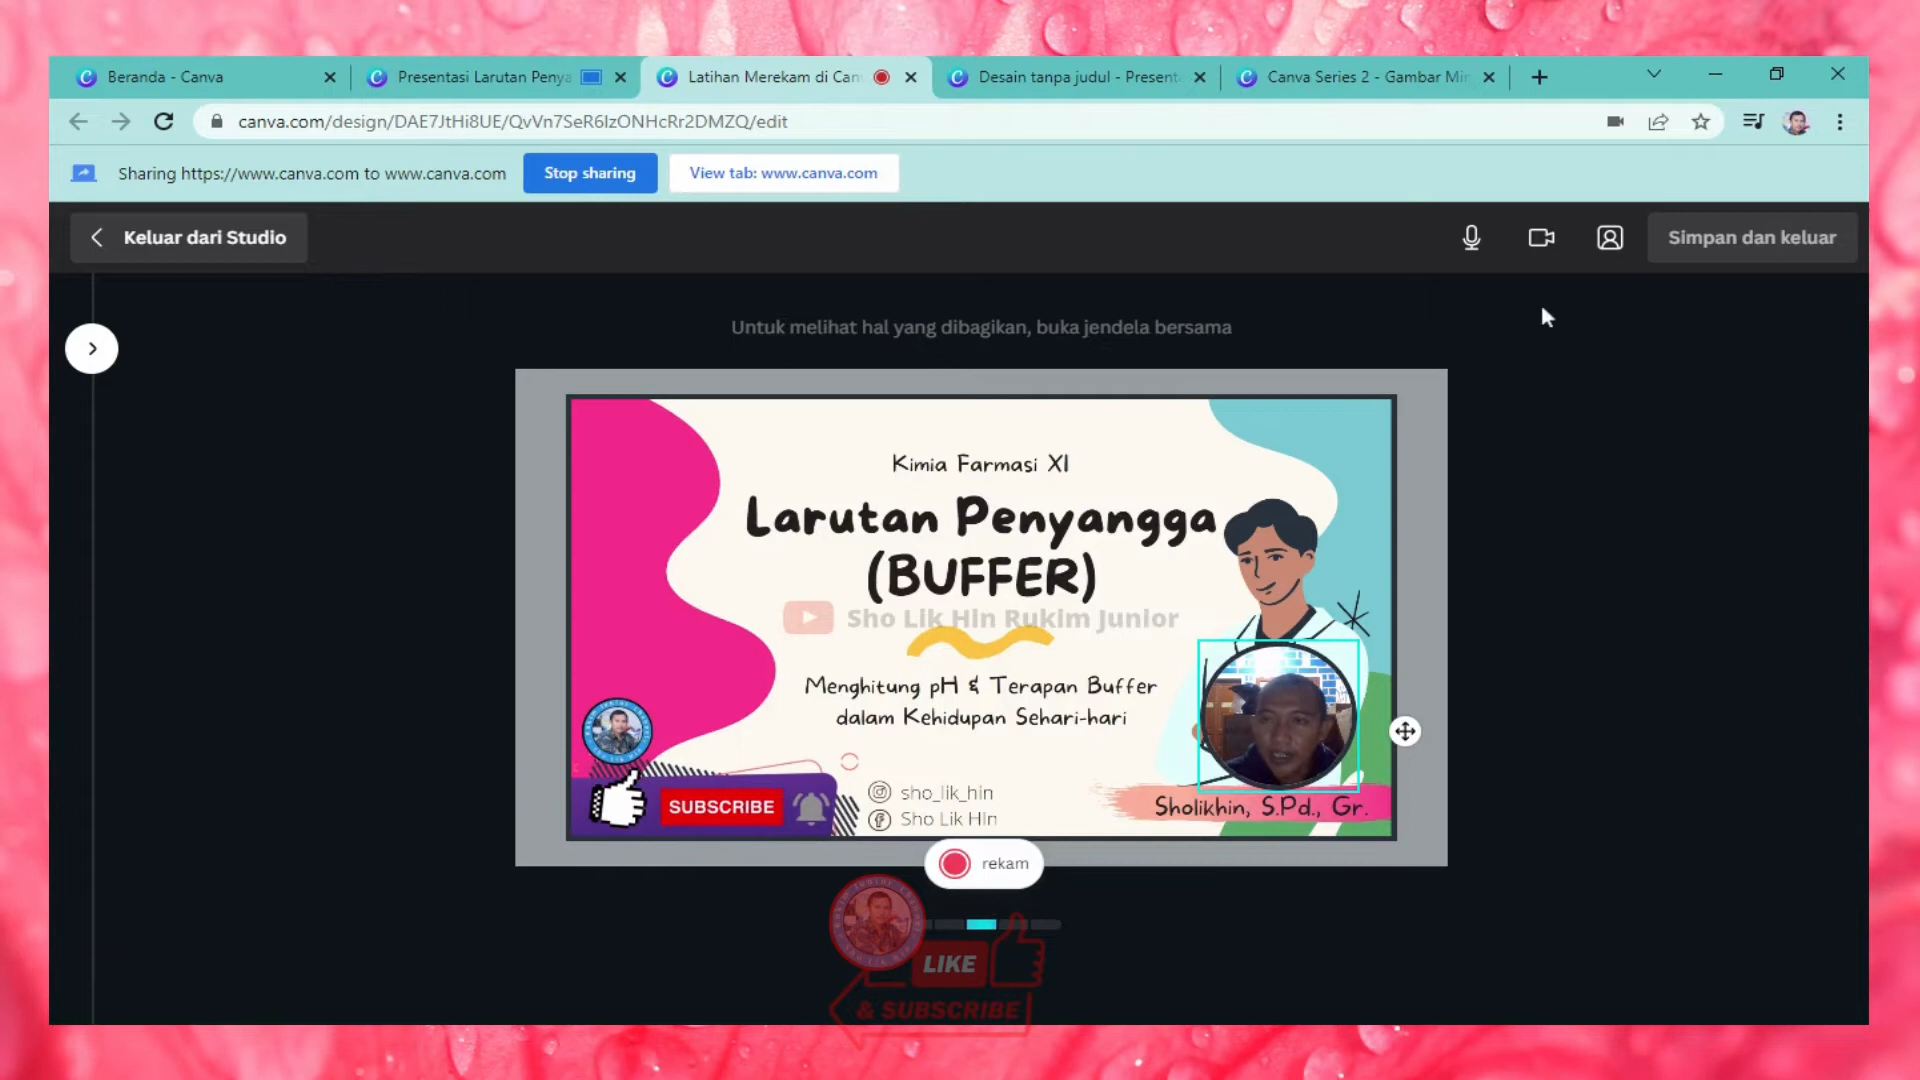 Beranda - Canva
Presentasi Larutan Penya
Latihan Merekam di Can
Desain tanpa judul - Present
Canva Series 2 - Gambar Min
canva.com/design/DAE7JtHi8UE/QvVn7SeR6IzONHcRr2DMZQ/edit
Sharing https://www.canva.com to www.canva.com
Stop sharing
View tab: www.canva.com
Keluar dari Studio
Simpan dan keluar
Untuk melihat hal yang dibagikan, buka jendela bersama
Kimia Farmasi XI
Larutan Penyangga
(BUFFER)
Sho Lik Hin Rukim Junior
Menghitung pH & Terapan Buffer
dalam Kehidupan Sehari-hari
SUBSCRIBE
sho_lik_hin
Sho Lik HIn
Sholikhin, S.Pd., Gr.
rekam
LIKE
& SUBSCRIBE